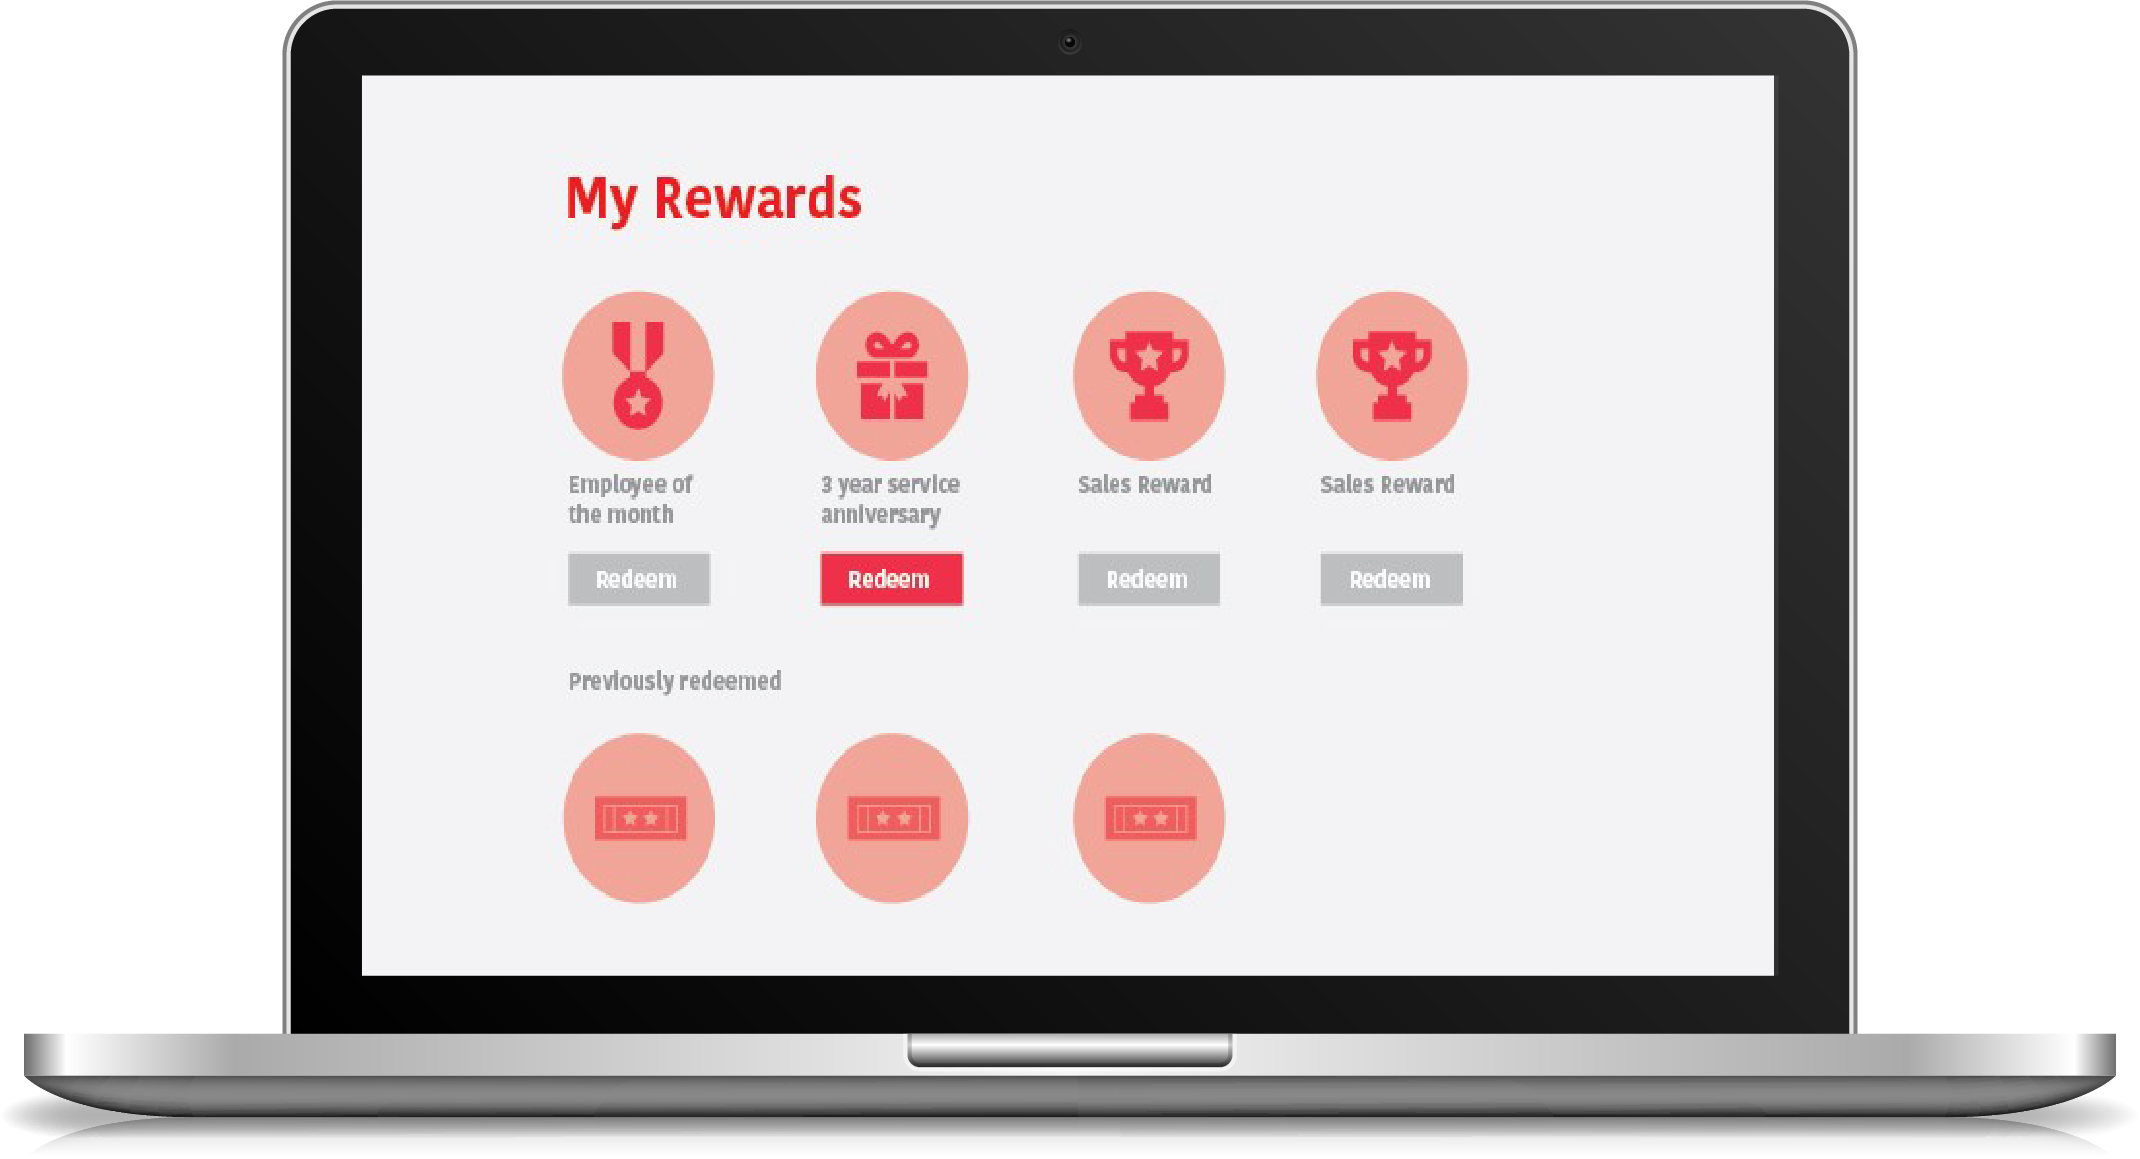 My Rewards
Employee of
the month
3 year service
anniversary
Sales Reward
Sales Reward
Redeem
Redeem
Redeem
Redeem
Previously redeemed